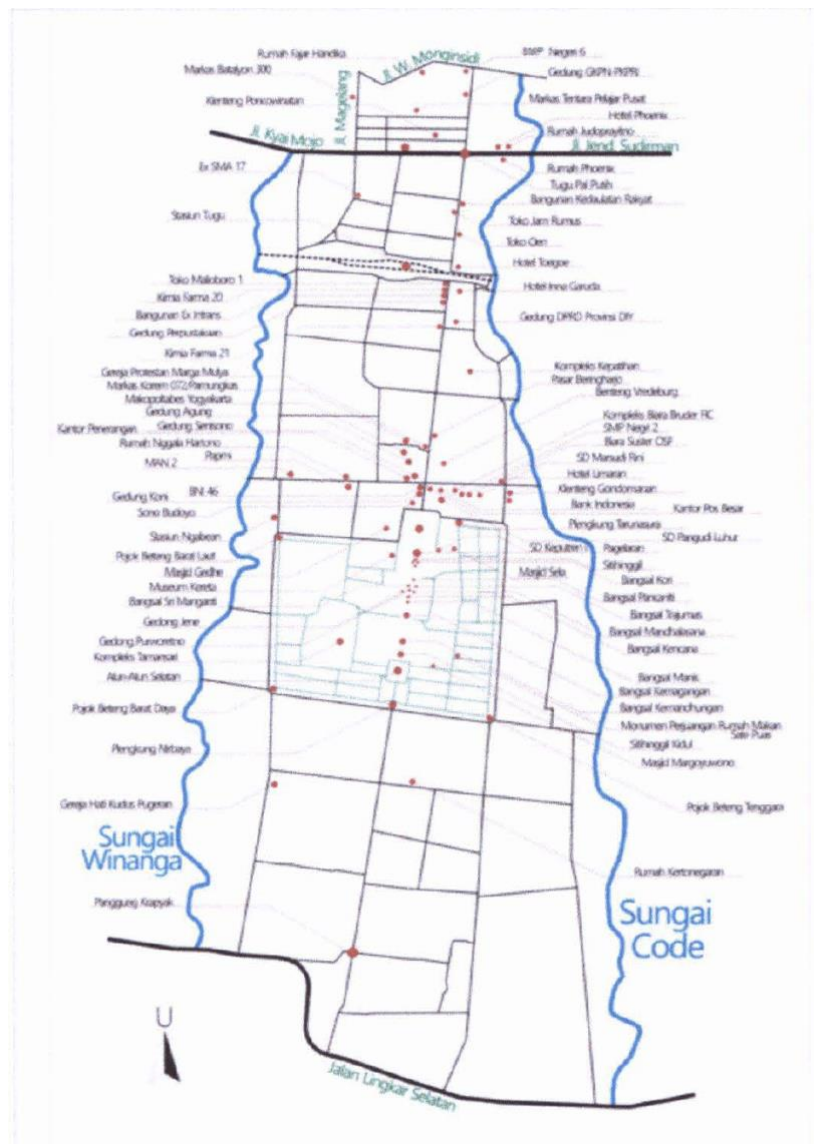 Rumah Fajar Handika
Markas Batalyon 300
Klenteng Poncowinatan
Jl. Magelang
Jl. W. Monginsidi
SMP Negeri 6
Gedung GKPN-PKPRI
Markas Tentara Pelajar Pusat
Hotel Phoenix
Rumah Judoprayitno
Jl. Kyai Mojo
Jl. Jend. Sudirman
Ex SMA 17
Rumah Phoenix
Tugu Pal Putih
Bangunan Kedaulatan Rakyat
Stasiun Tugu
Toko Jam Rumus
Toko Oen
Hotel Toegoe
Toko Malioboro 1
Kimia Farma 20
Bangunan Ex Intrans
Gedung Perpustakaan
Hotel Inna Garuda
Gedung DPRD Provinsi DIY
Kimia Farma 21
Gereja Protestan Marga Mulya
Markas Korem 072/Pamungkas
Makopoltabes Yogyakarta
Gedung Agung
Kantor Penerangan
Gedung Senisono
Rumah Niggala Hartono
Papmi
MAN 2
Kompleks Kepatihan
Pasar Beringharjo
Benteng Vredeburg
Kompleks Biara Bruder FIC
SMP Negri 2
Biara Suster OSF
SD Marsudi Rini
Hotel Limaran
Klenteng Gondomanan
Bank Indonesia
Kantor Pos Besar
Gedung Koni
BNI 46
Sono Budoyo
Plengkung Tarunasura
SD Pangudi Luhur
Stasiun Ngabean
Pojok Beteng Barat Laut
Masjid Gedhe
Museum Kereta
Bangsal Sri Manganti
Gedong Jene
Gedong Purworetno
Kompleks Tamansari
Alun-Alun Selatan
SD Keputren I
Pagelaran
Sitihinggil
Masjid Sela
Bangsal Kori
Bangsal Pancaniti
Bangsal Trajumas
Bangsal Mandhalasana
Bangsal Kencana
Bangsal Manis
Bangsal Kemagangan
Bangsal Kemandhungan
Monumen Perjuangan Rumah Makan
Sate Puas
Sitihinggil Kidul
Masjid Margoyuwono
Pojok Beteng Barat Daya
Plengkung Nirbaya
Pojok Beteng Tenggara
Gereja Hati Kudus Pugeran
Sungai
Winanga
Rumah Kertonegaran
Panggung Krapyak
Sungai
Code
U
Jalan Lingkar Selatan